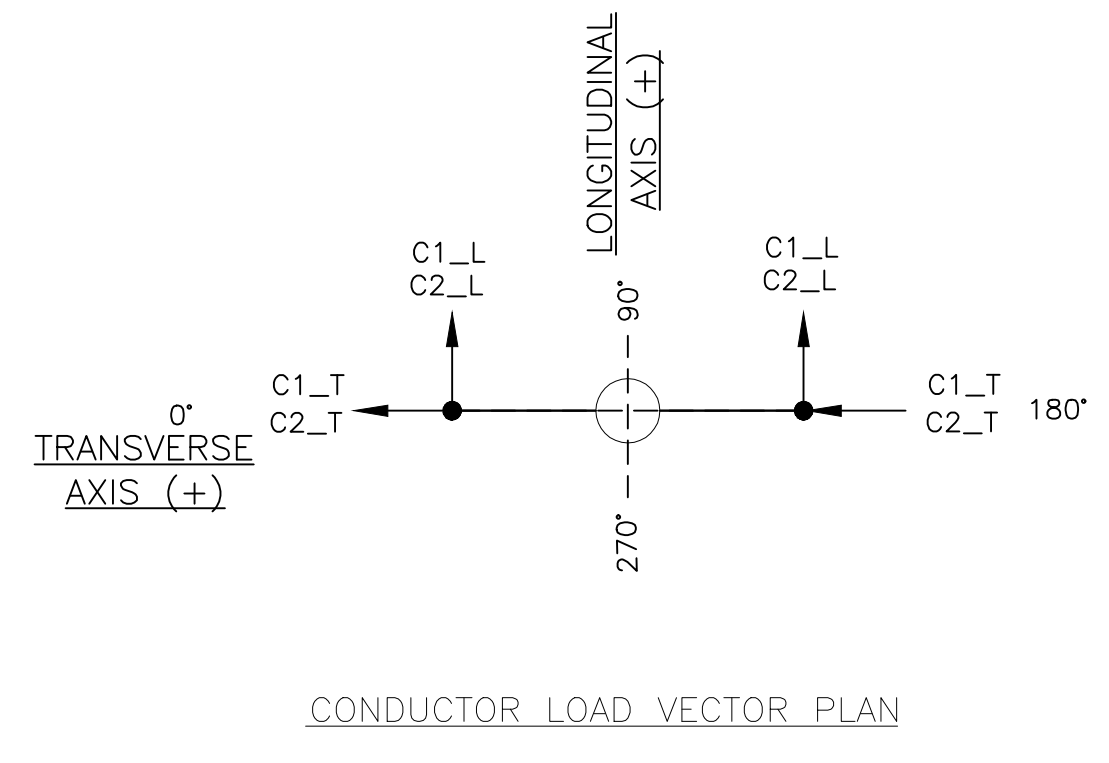 LONGITUDINAL
AXIS (+)
C1_L
C2_L
C1_L
C2_L
90°
C1_T
C2_T
0°
TRANSVERSE
AXIS (+)
C1_T
C2_T
180°
270°
CONDUCTOR LOAD VECTOR PLAN